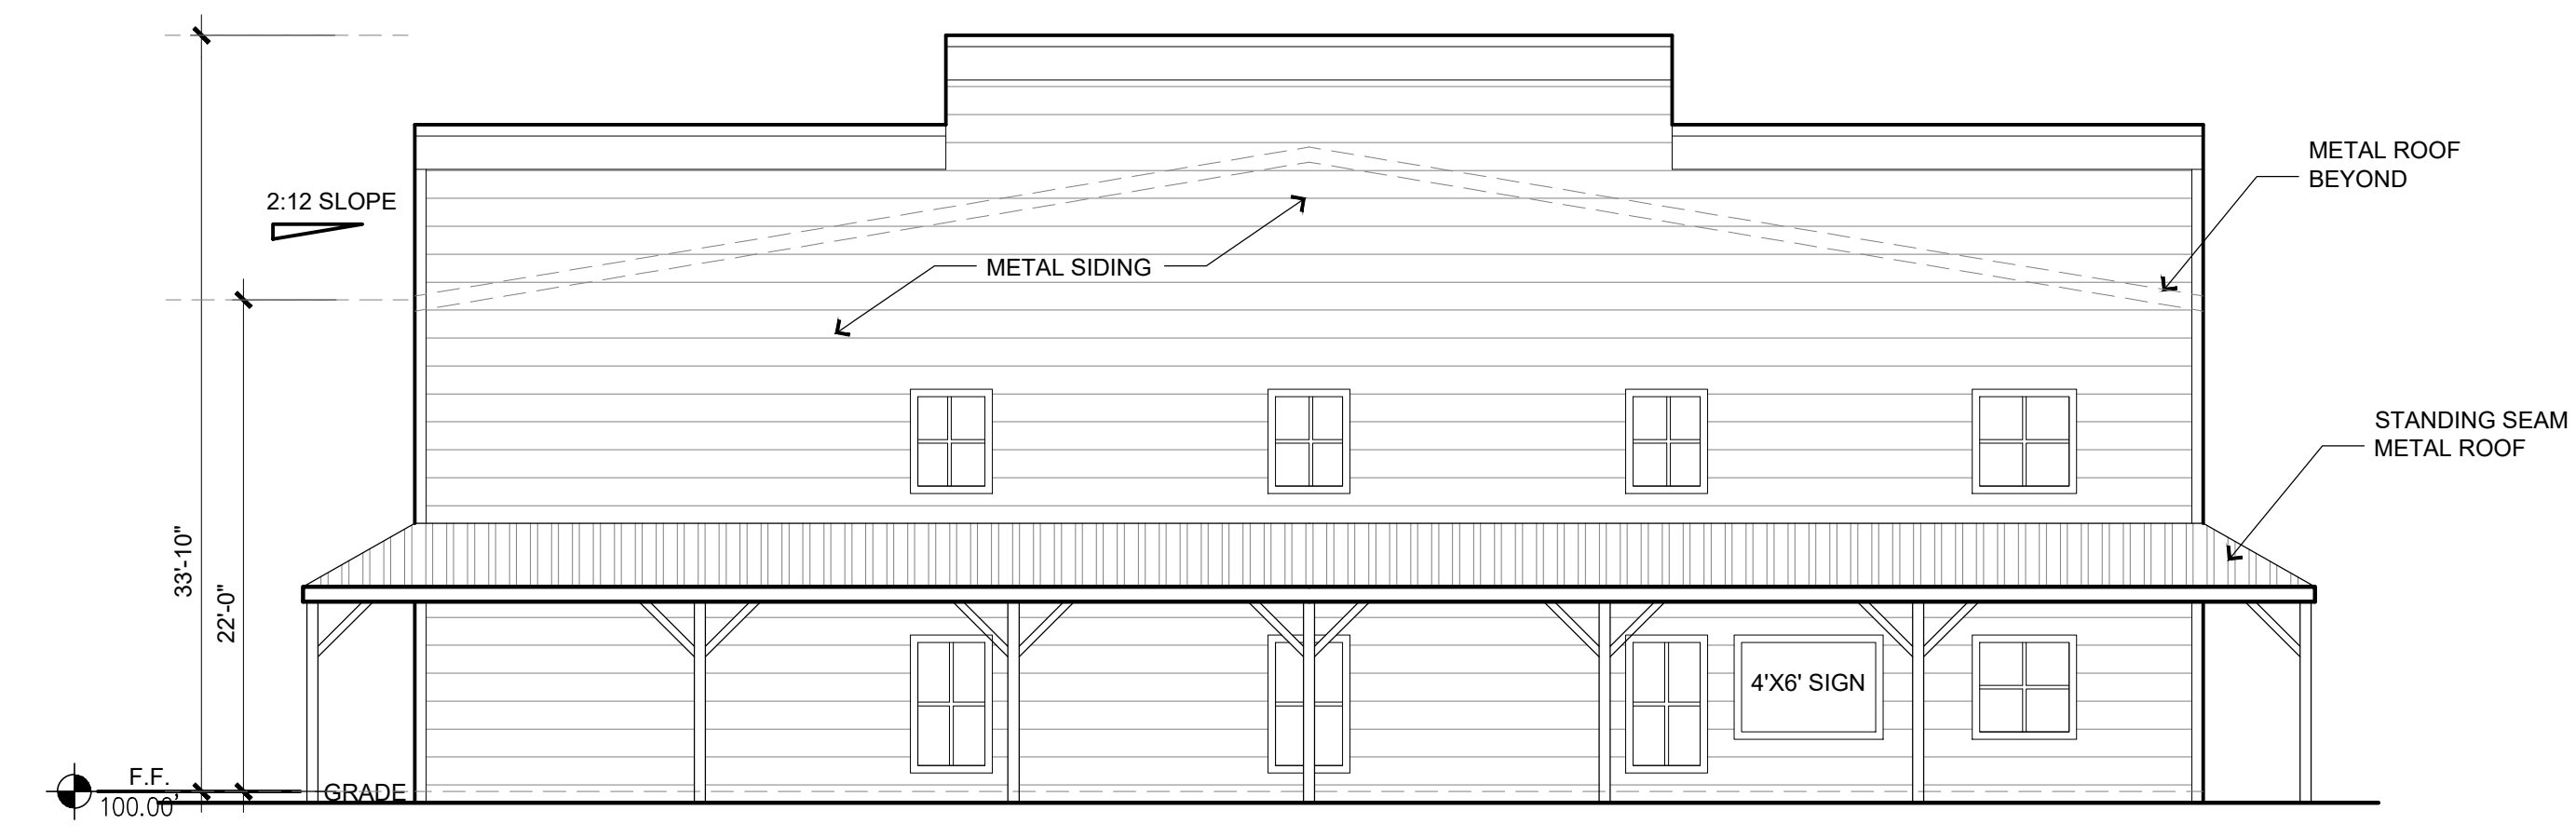 METAL ROOF
BEYOND
2:12 SLOPE
METAL SIDING
STANDING SEAM
METAL ROOF
33'-10"
22'-0"
4'X6' SIGN
F.F.
100.00'
GRADE